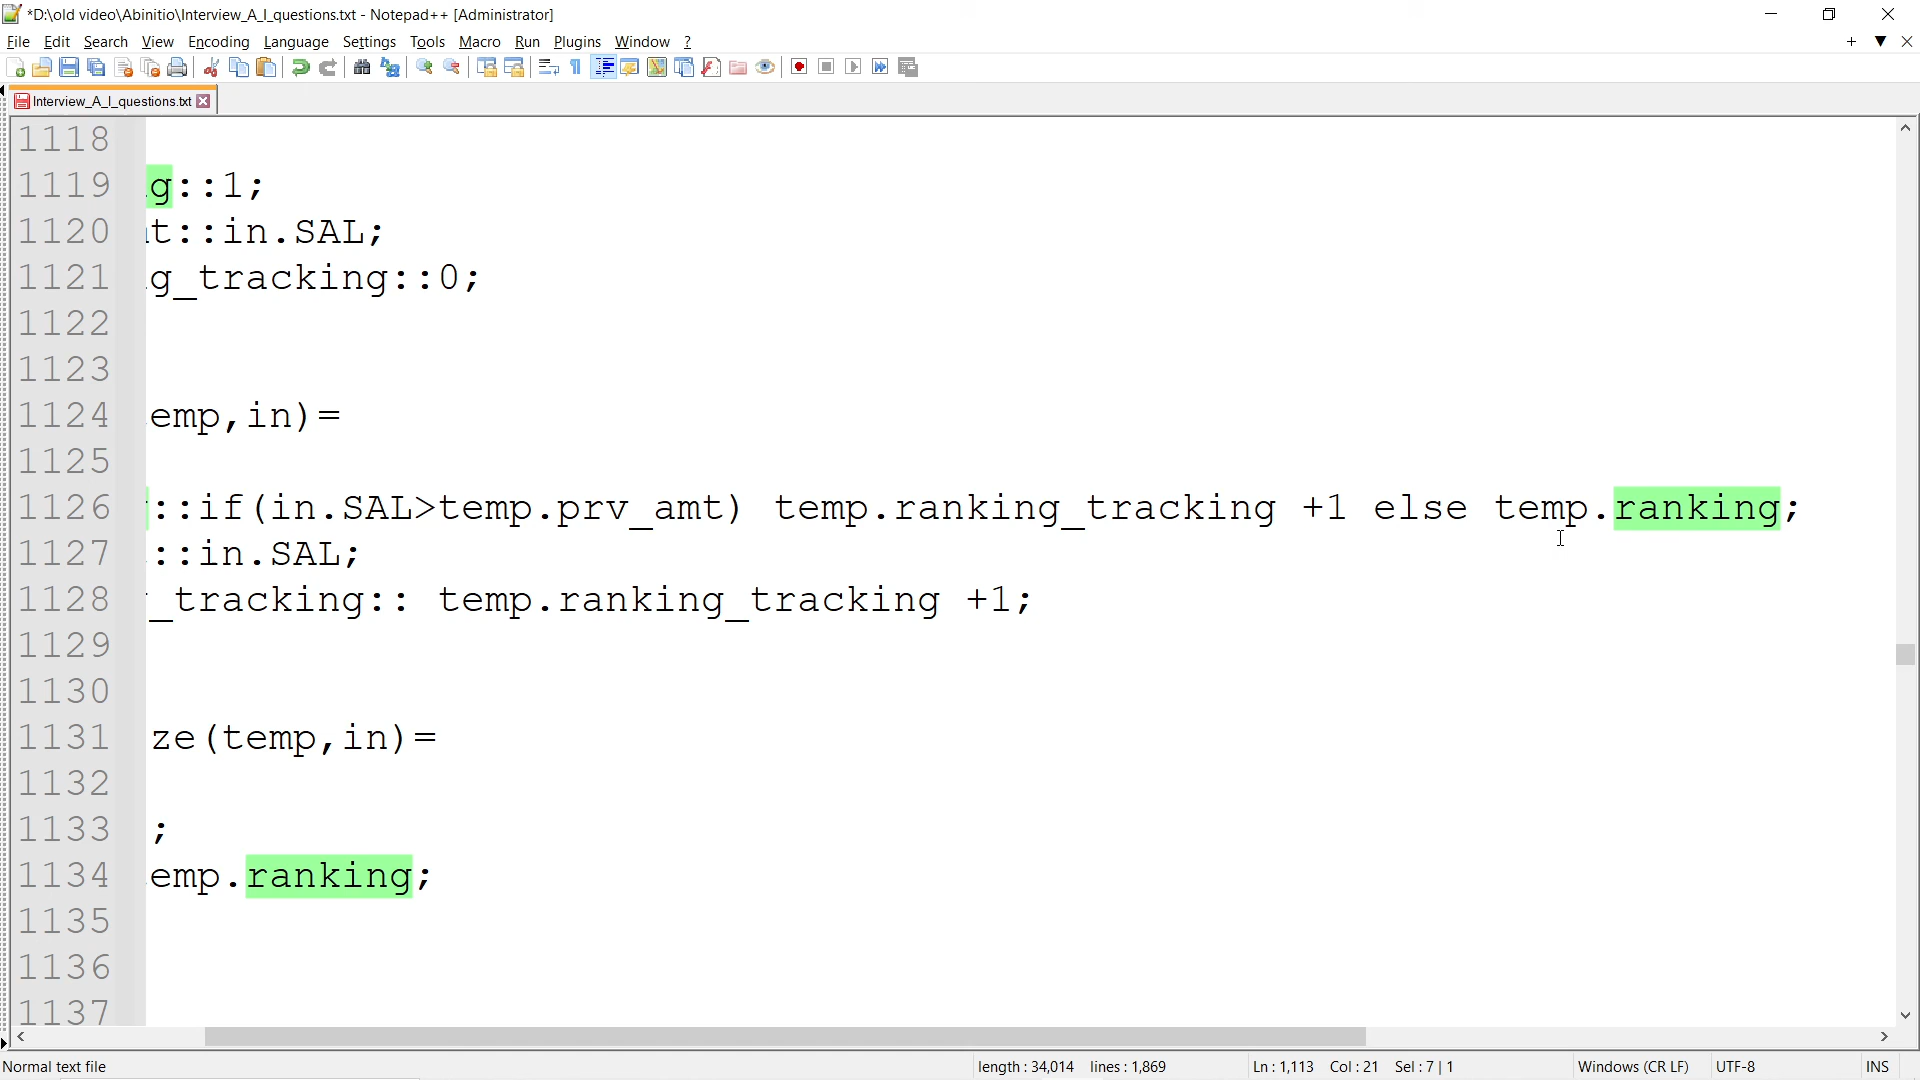 *D:\old video\Abinitio\Interview_A_I_questions.txt - Notepad++ [Administrator]
File Edit Search View Encoding Language Settings Tools Macro Run Plugins Window ?
Interview_A_I_questions.txt
1118
1119 g::1;
1120 t::in.SAL;
1121 g_tracking::0;
1122
1123
1124 emp,in)=
1125
1126 ::if(in.SAL>temp.prv_amt) temp.ranking_tracking +1 else temp.ranking;
1127 ::in.SAL;
1128 _tracking:: temp.ranking_tracking +1;
1129
1130
1131 ze(temp,in)=
1132
1133 ;
1134 emp.ranking;
1135
1136
1137
Normal text file length : 34,014 lines : 1,869 Ln : 1,113 Col : 21 Sel : 7 | 1 Windows (CR LF) UTF-8 INS